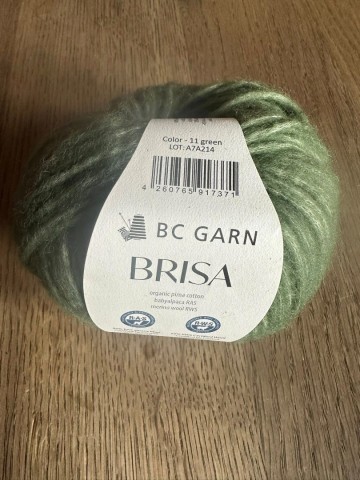 Color - 11 green
LOT: A7A214
4 260765 917371
BC GARN
BRISA
organic pima cotton
babyalpaca RAS
merino wool RWS
R-A-S
R-W-S